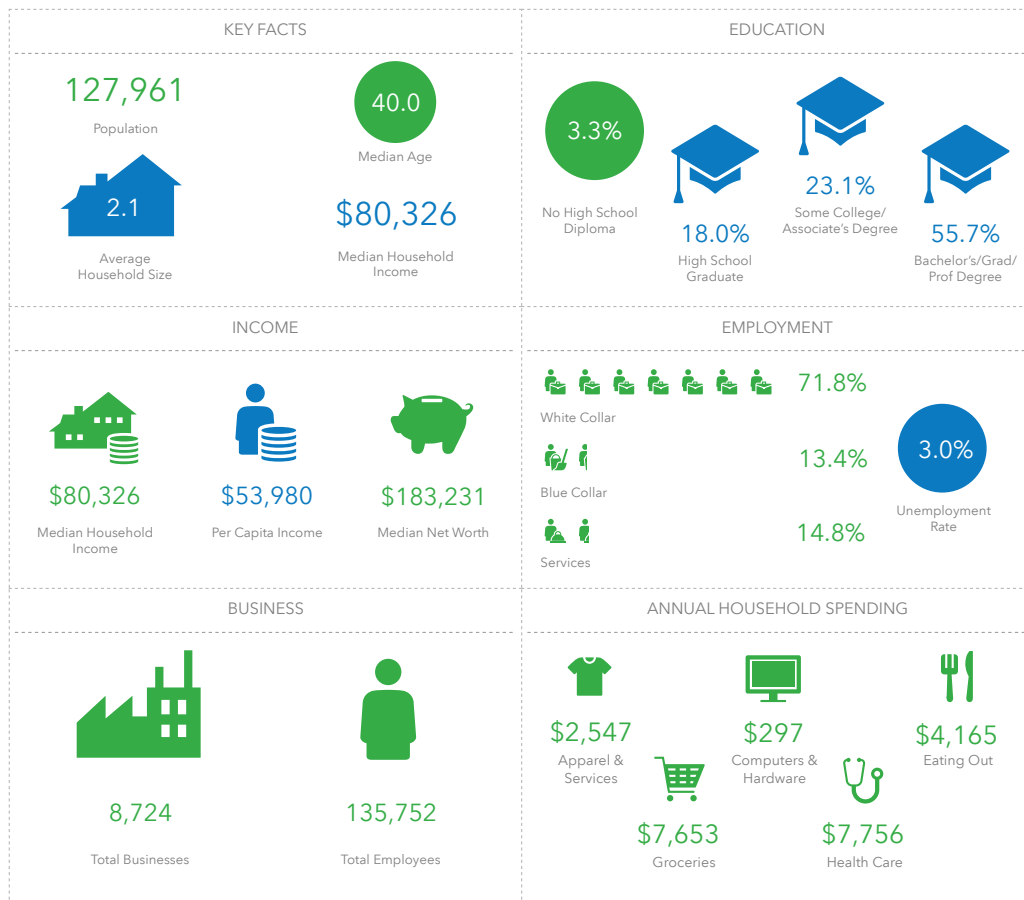 KEY FACTS
127,961
Population
40.0
Median Age
2.1
Average
Household Size
$80,326
Median Household
Income
EDUCATION
3.3%
No High School
Diploma
18.0%
High School
Graduate
23.1%
Some College/
Associate's Degree
55.7%
Bachelor's/Grad/
Prof Degree
INCOME
$80,326
Median Household
Income
$53,980
Per Capita Income
$183,231
Median Net Worth
EMPLOYMENT
71.8%
White Collar
13.4%
Blue Collar
14.8%
Services
3.0%
Unemployment
Rate
BUSINESS
8,724
Total Businesses
135,752
Total Employees
ANNUAL HOUSEHOLD SPENDING
$2,547
Apparel &
Services
$297
Computers &
Hardware
$4,165
Eating Out
$7,653
Groceries
$7,756
Health Care